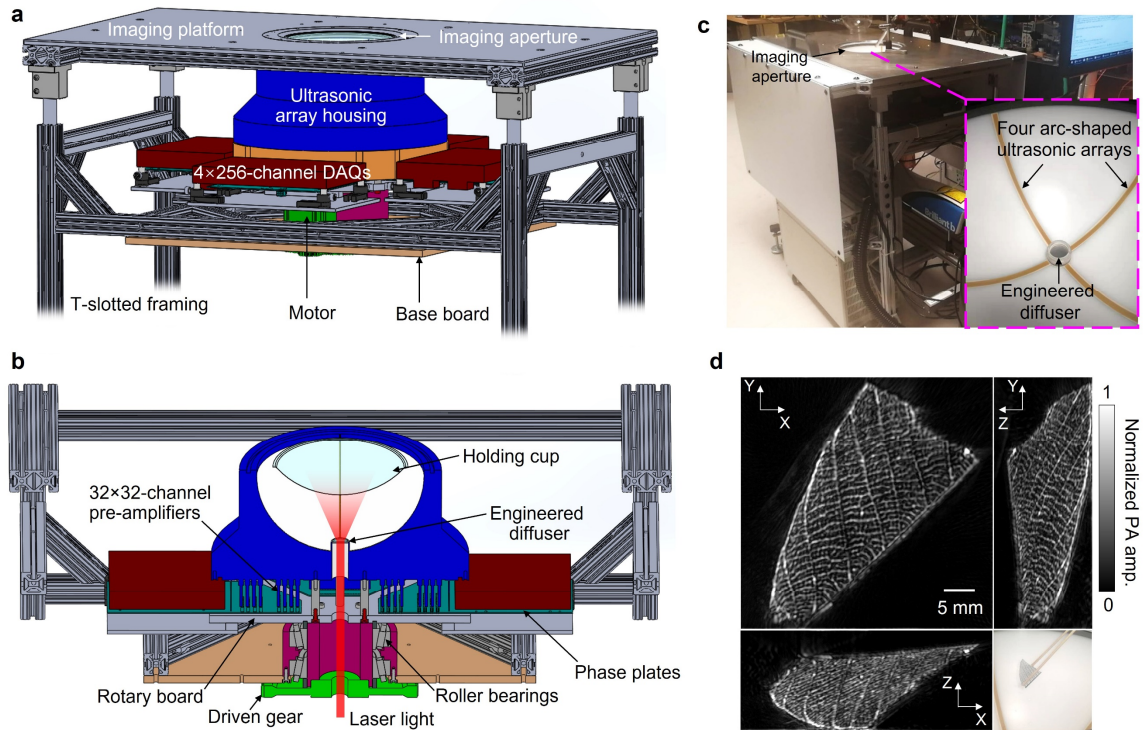 a
Imaging platform
Imaging aperture
Ultrasonic
array housing
4×256-channel DAQs
T-slotted framing
Motor
Base board
b
Holding cup
32×32-channel
pre-amplifiers
Engineered
diffuser
Phase plates
Rotary board
Roller bearings
Driven gear
Laser light
c
Imaging
aperture
Four arc-shaped
ultrasonic arrays
Brilliant b
Engineered
diffuser
d
Y
X
Y
Z
5 mm
Z
X
1
Normalized PA amp.
0